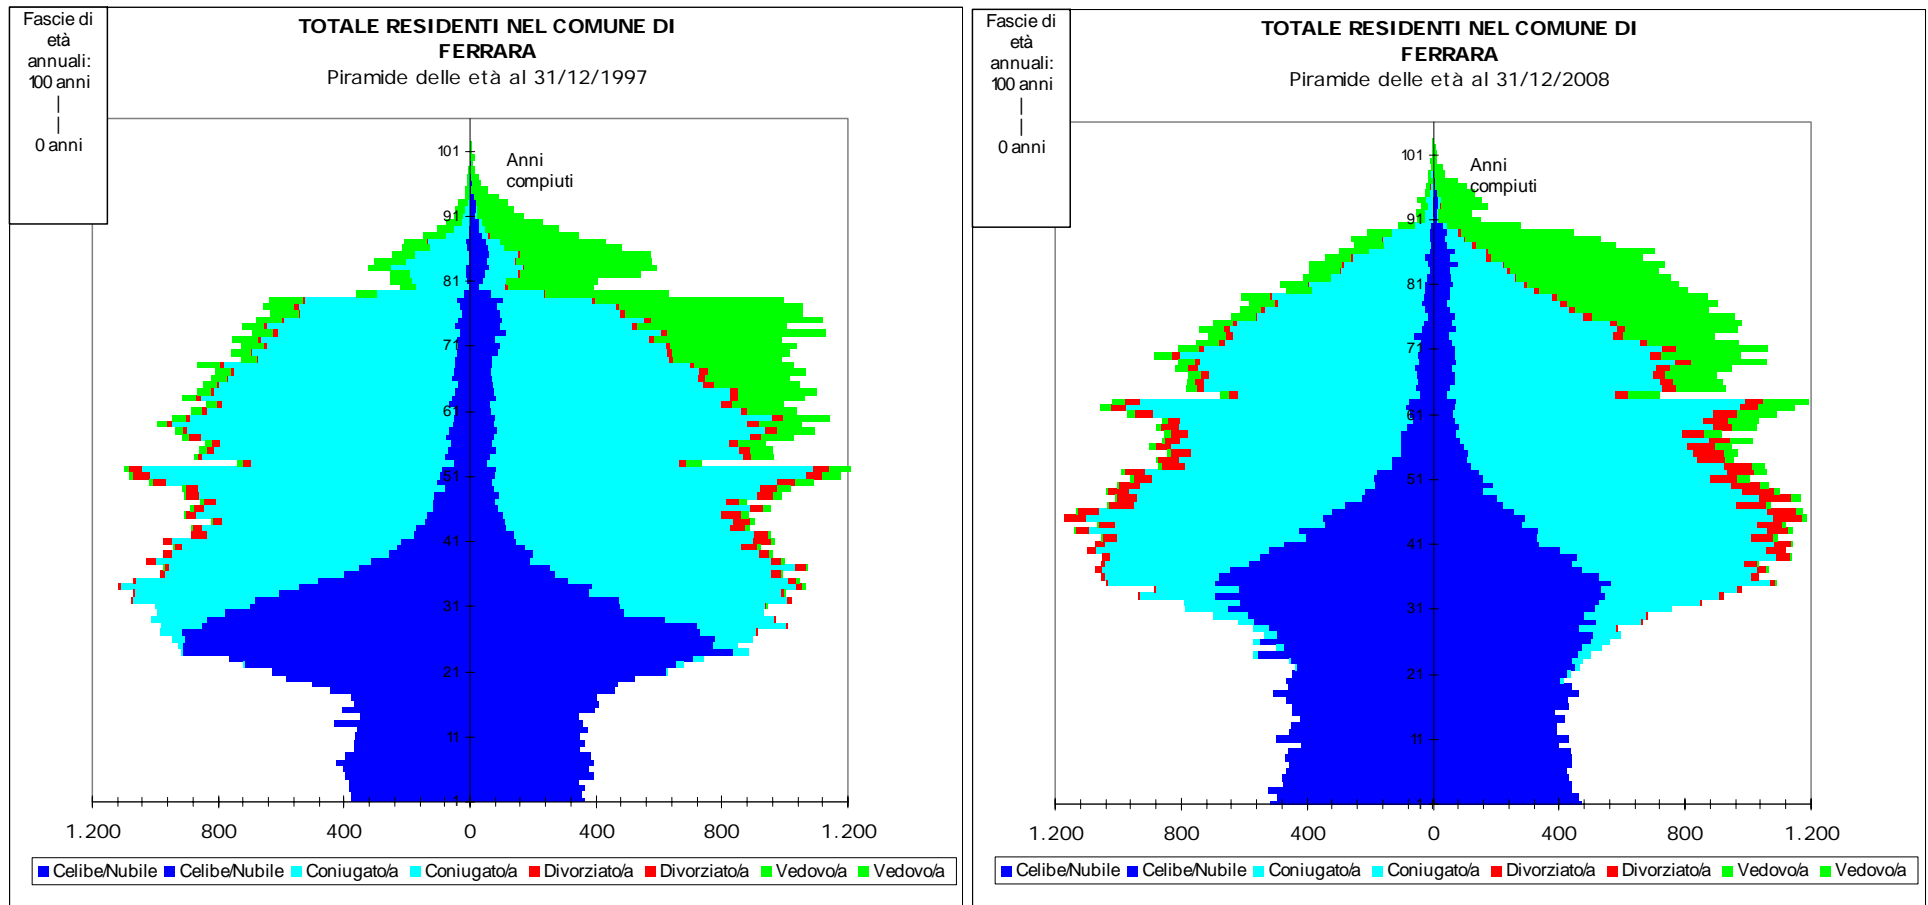 Fascie di
età
annuali:
100 anni
|
|
0 anni
TOTALE RESIDENTI NEL COMUNE DI
FERRARA
Piramide delle età al 31/12/1997
Anni
compiuti
101
91
81
71
61
51
41
31
21
11
1.200 800 400 0 400 800 1.200
Celibe/Nubile Celibe/Nubile Coniugato/a Coniugato/a Divorziato/a Divorziato/a Vedovo/a Vedovo/a
Fascie di
età
annuali:
100 anni
|
|
0 anni
TOTALE RESIDENTI NEL COMUNE DI
FERRARA
Piramide delle età al 31/12/2008
Anni
compiuti
101
91
81
71
61
51
41
31
21
11
1.200 800 400 0 400 800 1.200
Celibe/Nubile Celibe/Nubile Coniugato/a Coniugato/a Divorziato/a Divorziato/a Vedovo/a Vedovo/a